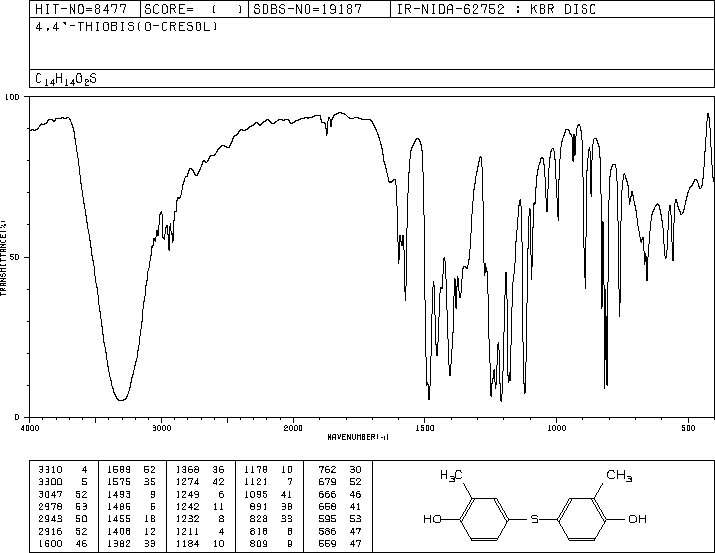 HIT-NO=8477 SCORE= ( ) SDBS-NO=19187 IR-NIDA-62752 : KBR DISC
4,4'-THIOBIS(O-CRESOL)
C14H14O2S
100
50
0
TRANSMITTANCE(%)
4000 3000 2000 1500 1000 500
WAVENUMBER(-1)
3310 4 1589 52 1368 36 1178 10 762 30
3300 5 1575 35 1274 42 1121 7 679 52
3047 52 1493 9 1249 6 1095 41 666 46
2978 53 1486 5 1242 11 891 38 658 41
2943 50 1455 18 1232 8 828 33 595 53
2916 52 1408 12 1211 4 818 8 586 47
1600 46 1382 33 1184 10 809 9 559 47
H3C CH3
HO S OH